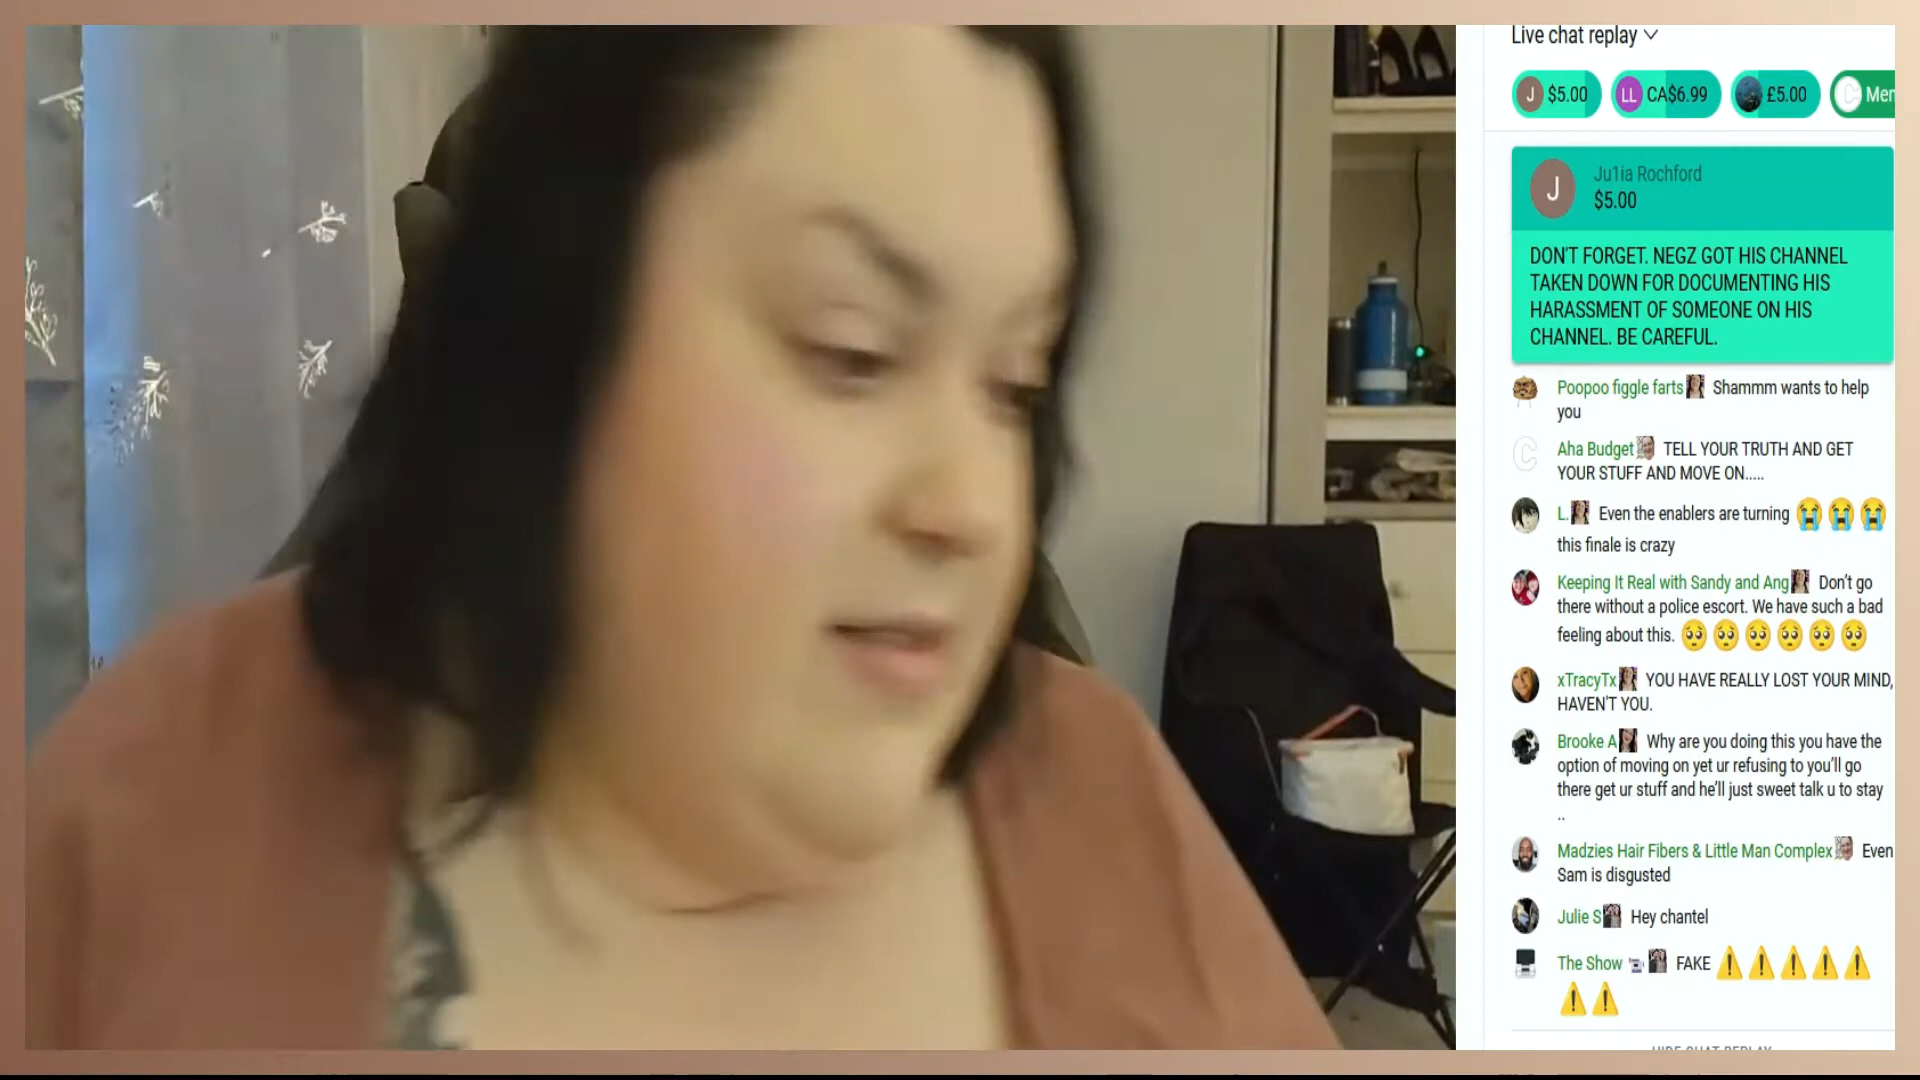 Live chat replay
J $5.00 LL CA$6.99 £5.00 C
Ju1ia Rochford
J
$5.00
DON'T FORGET. NEGZ GOT HIS CHANNEL
TAKEN DOWN FOR DOCUMENTING HIS
HARASSMENT OF SOMEONE ON HIS
CHANNEL. BE CAREFUL.
Poopoo figgle farts Shammm wants to help
you
C Aha Budget TELL YOUR TRUTH AND GET
YOUR STUFF AND MOVE ON.....
L. Even the enablers are turning 😭😭😭
this finale is crazy
Keeping It Real with Sandy and Ang Don't go
there without a police escort. We have such a bad
feeling about this. 🥺🥺🥺🥺🥺🥺
xTracyTx YOU HAVE REALLY LOST YOUR MIND,
HAVEN'T YOU.
Brooke A Why are you doing this you have the
option of moving on yet ur refusing to you'll go
there get ur stuff and he'll just sweet talk u to stay
..
Madzies Hair Fibers & Little Man Complex Even
Sam is disgusted
Julie S Hey chantel
The Show FAKE ⚠️⚠️⚠️⚠️⚠️
⚠️⚠️
HIDE CHAT REPLAY